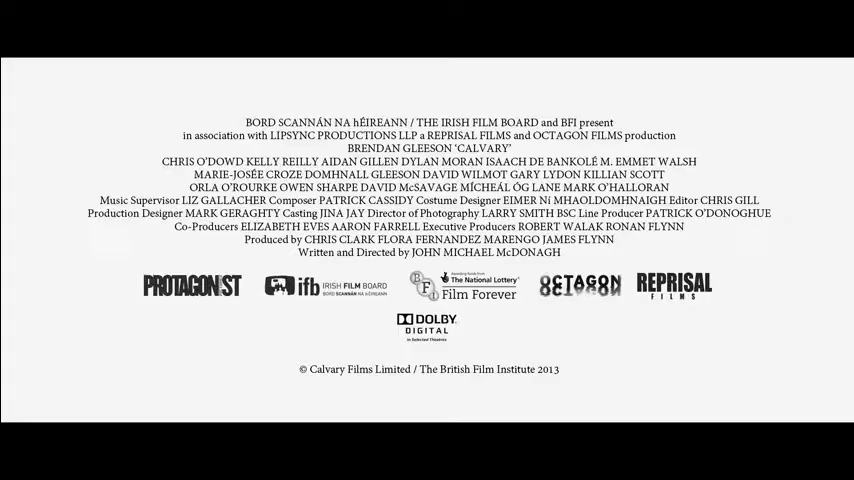 BORD SCANNÁN NA hÉIREANN / THE IRISH FILM BOARD and BFI present
in association with LIPSYNC PRODUCTIONS LLP a REPRISAL FILMS and OCTAGON FILMS production
BRENDAN GLEESON ‘CALVARY’
CHRIS O’DOWD KELLY REILLY AIDAN GILLEN DYLAN MORAN ISAACH DE BANKOLÉ M. EMMET WALSH
MARIE-JOSÉE CROZE DOMHNALL GLEESON DAVID WILMOT GARY LYDON KILLIAN SCOTT
ORLA O’ROURKE OWEN SHARPE DAVID McSAVAGE MÍCHEÁL ÓG LANE MARK O’HALLORAN
Music Supervisor LIZ GALLACHER Composer PATRICK CASSIDY Costume Designer EIMER Ní MHAOLDOMHNAIGH Editor CHRIS GILL
Production Designer MARK GERAGHTY Casting JINA JAY Director of Photography LARRY SMITH BSC Line Producer PATRICK O’DONOGHUE
Co-Producers ELIZABETH EVES AARON FARRELL Executive Producers ROBERT WALAK RONAN FLYNN
Produced by CHRIS CLARK FLORA FERNANDEZ MARENGO JAMES FLYNN
Written and Directed by JOHN MICHAEL McDONAGH
PROTAGONIST
ifb IRISH FILM BOARD
BORD SCANNÁN NA hÉIREANN
BFI
Awarding funds from
The National Lottery
Film Forever
OCTAGON
REPRISAL
FILMS
DOLBY
DIGITAL
In Selected Theatres
© Calvary Films Limited / The British Film Institute 2013